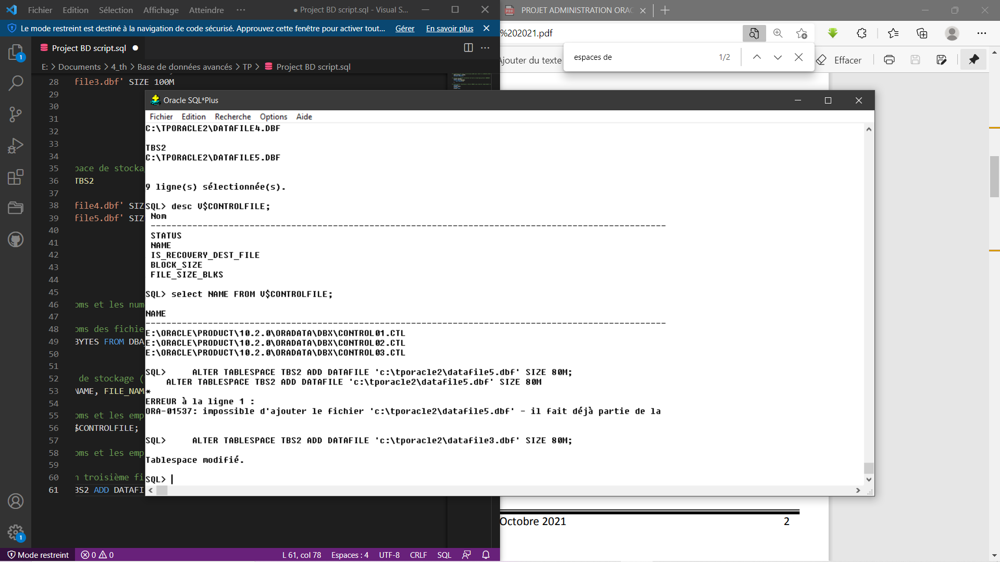 Fichier Edition Sélection Affichage Atteindre ··· ● Project BD script.sql - Visual S...
Le mode restreint est destiné à la navigation de code sécurisé. Approuvez cette fenêtre pour activer tout... Gérer En savoir plus
Project BD script.sql ●
E: > Documents > 4_th > Base de données avancés > TP > Project BD script.sql
28 file3.dbf' SIZE 100M
29
30
31
32
33
34
35 pace de stocka
36 TBS2
37
38 file4.dbf' SIZ
39 file5.dbf' SIZ
40
41
42
43
44
45
46 oms et les num
47
48 oms des fichie
49 BYTES FROM DBA
50
51
52 de stockage (
53 NAME, FILE_NAM
54
55 oms et les emp
56 $CONTROLFILE;
57
58 oms et les emp
59
60 n troisième fi
61 BS2 ADD DATAFI
1
1
Mode restreint 0 0 L 61, col 78 Espaces : 4 UTF-8 CRLF SQL
PDF PROJET ADMINISTRATION ORAC
%202021.pdf
Ajouter du texte
espaces de 1/2
Effacer
Oracle SQL*Plus
Fichier Edition Recherche Options Aide
C:\TPORACLE2\DATAFILE4.DBF
TBS2
C:\TPORACLE2\DATAFILE5.DBF
9 ligne(s) sélectionnée(s).
SQL> desc V$CONTROLFILE;
Nom
----------------------------------------------------------------------------------------------------
STATUS
NAME
IS_RECOVERY_DEST_FILE
BLOCK_SIZE
FILE_SIZE_BLKS
SQL> select NAME FROM V$CONTROLFILE;
NAME
----------------------------------------------------------------------------------------------------
E:\ORACLE\PRODUCT\10.2.0\ORADATA\DBX\CONTROL01.CTL
E:\ORACLE\PRODUCT\10.2.0\ORADATA\DBX\CONTROL02.CTL
E:\ORACLE\PRODUCT\10.2.0\ORADATA\DBX\CONTROL03.CTL
SQL> ALTER TABLESPACE TBS2 ADD DATAFILE 'c:\tporacle2\datafile5.dbf' SIZE 80M;
ALTER TABLESPACE TBS2 ADD DATAFILE 'c:\tporacle2\datafile5.dbf' SIZE 80M
*
ERREUR à la ligne 1 :
ORA-01537: impossible d'ajouter le fichier 'c:\tporacle2\datafile5.dbf' - il fait déjà partie de la
SQL> ALTER TABLESPACE TBS2 ADD DATAFILE 'c:\tporacle2\datafile3.dbf' SIZE 80M;
Tablespace modifié.
SQL>
Octobre 2021 2